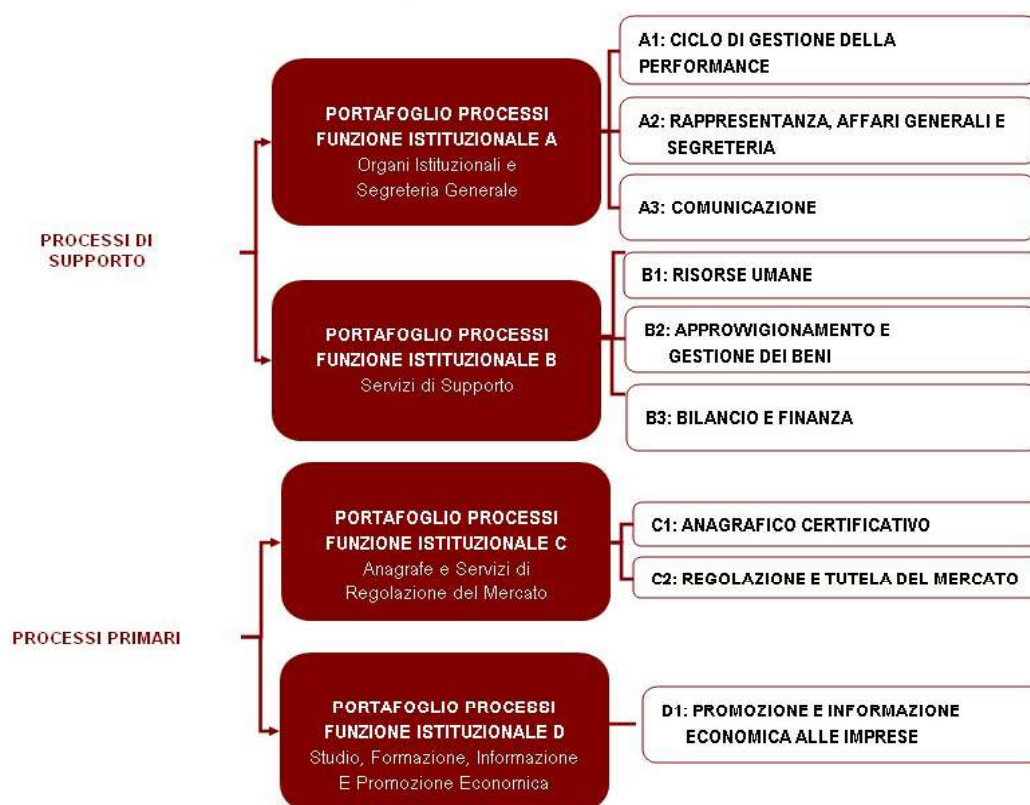 PROCESSI DI
SUPPORTO
PORTAFOGLIO PROCESSI
FUNZIONE ISTITUZIONALE A
Organi Istituzionali e
Segreteria Generale
A1: CICLO DI GESTIONE DELLA
PERFORMANCE
A2: RAPPRESENTANZA, AFFARI GENERALI E
SEGRETERIA
A3: COMUNICAZIONE
PORTAFOGLIO PROCESSI
FUNZIONE ISTITUZIONALE B
Servizi di Supporto
B1: RISORSE UMANE
B2: APPROVVIGIONAMENTO E
GESTIONE DEI BENI
B3: BILANCIO E FINANZA
PROCESSI PRIMARI
PORTAFOGLIO PROCESSI
FUNZIONE ISTITUZIONALE C
Anagrafe e Servizi di
Regolazione del Mercato
C1: ANAGRAFICO CERTIFICATIVO
C2: REGOLAZIONE E TUTELA DEL MERCATO
PORTAFOGLIO PROCESSI
FUNZIONE ISTITUZIONALE D
Studio, Formazione, Informazione
E Promozione Economica
D1: PROMOZIONE E INFORMAZIONE
ECONOMICA ALLE IMPRESE